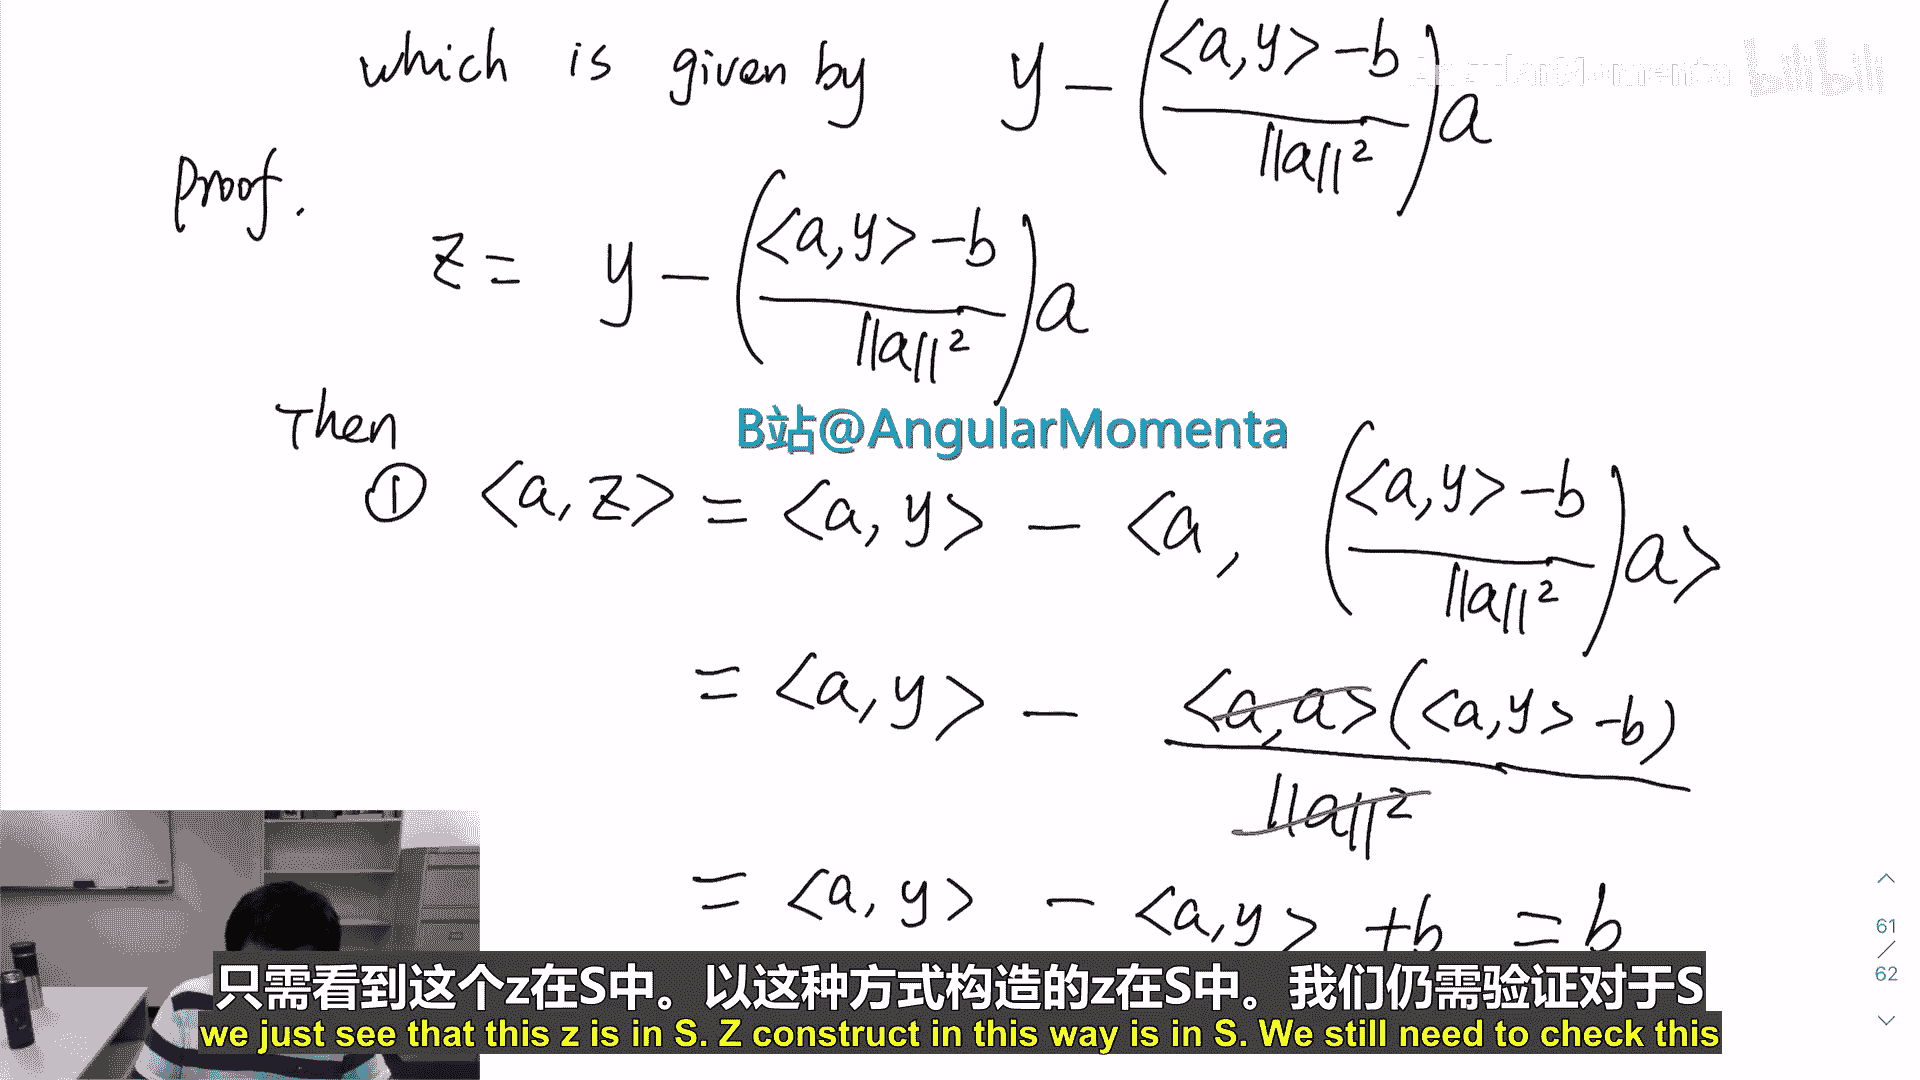 which is given by y - (<a,y> - b / ||a||²) a
AngularMomenta bilibili
Proof.
z = y - (<a,y> - b / ||a||²) a
Then
B站@AngularMomenta
① <a, z> = <a, y> - <a, (<a,y> - b / ||a||²) a>
= <a, y> - <a,a>(<a,y> - b) / ||a||²
= <a, y> - <a,y> + b = b
61
/
62
只需看到这个z在S中。以这种方式构造的z在S中。我们仍需验证对于S
we just see that this z is in S. Z construct in this way is in S. We still need to check this